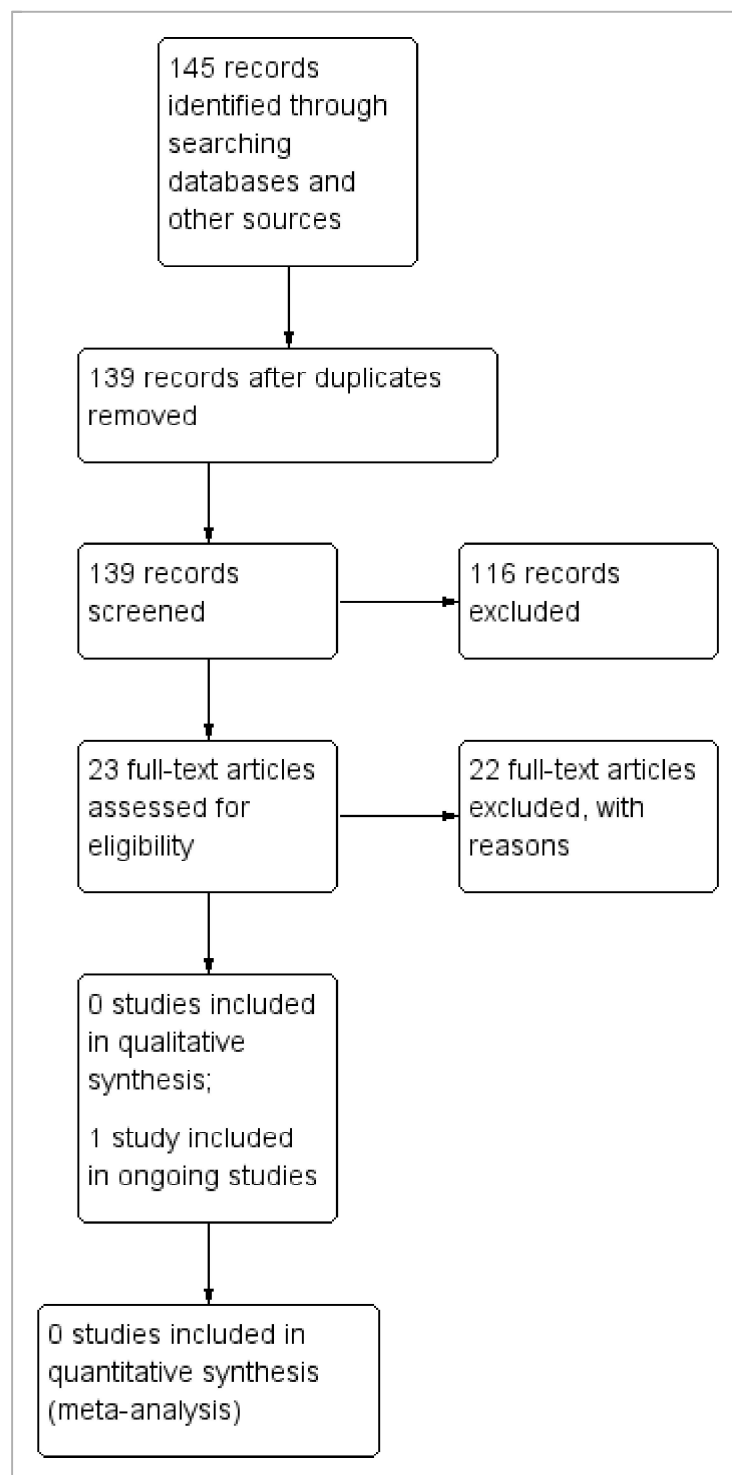 145 records
identified through
searching
databases and
other sources
139 records after duplicates
removed
139 records
screened
116 records
excluded
23 full-text articles
assessed for
eligibility
22 full-text articles
excluded, with
reasons
0 studies included
in qualitative
synthesis;
1 study included
in ongoing studies
0 studies included in
quantitative synthesis
(meta-analysis)